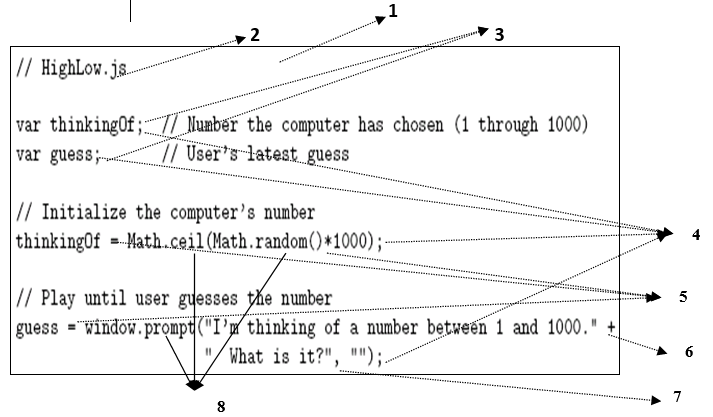 1
2
3
// HighLow.js
var thinkingOf; // Number the computer has chosen (1 through 1000)
var guess; // User's latest guess
// Initialize the computer's number
4
thinkingOf = Math.ceil(Math.random()*1000);
5
// Play until user guesses the number
guess = window.prompt("I'm thinking of a number between 1 and 1000." +
6
" What is it?", "");
7
8